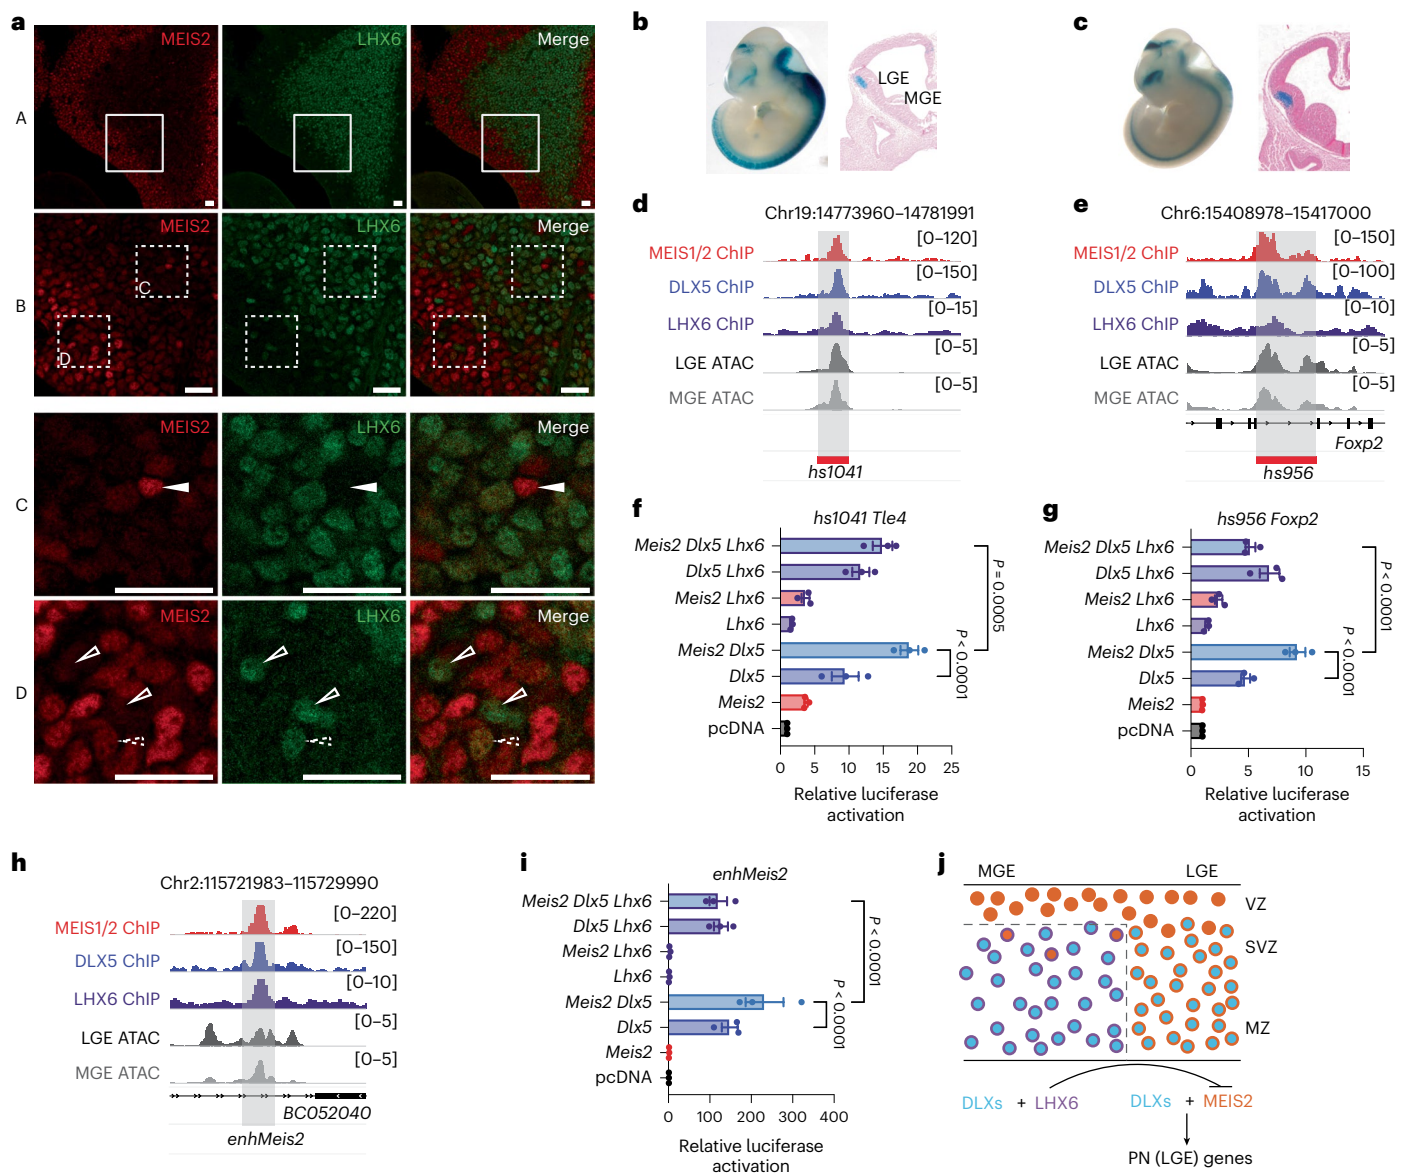 a
MEIS2
LHX6
Merge
A
MEIS2
LHX6
Merge
B
C
D
MEIS2
LHX6
Merge
C
MEIS2
LHX6
Merge
D
b
LGE
MGE
c
d
Chr19:14773960–14781991
MEIS1/2 ChIP
[0–120]
DLX5 ChIP
[0–150]
LHX6 ChIP
[0–15]
LGE ATAC
[0–5]
MGE ATAC
[0–5]
hs1041
e
Chr6:15408978–15417000
MEIS1/2 ChIP
[0–150]
DLX5 ChIP
[0–100]
LHX6 ChIP
[0–10]
LGE ATAC
[0–5]
MGE ATAC
[0–5]
Foxp2
hs956
f
hs1041 Tle4
Meis2 Dlx5 Lhx6
Dlx5 Lhx6
Meis2 Lhx6
Lhx6
Meis2 Dlx5
Dlx5
Meis2
pcDNA
P = 0.0005
P < 0.0001
0 5 10 15 20 25
Relative luciferase
activation
g
hs956 Foxp2
Meis2 Dlx5 Lhx6
Dlx5 Lhx6
Meis2 Lhx6
Lhx6
Meis2 Dlx5
Dlx5
Meis2
pcDNA
P < 0.0001
P < 0.0001
0 5 10 15
Relative luciferase
activation
h
Chr2:115721983–115729990
MEIS1/2 ChIP
[0–220]
DLX5 ChIP
[0–150]
LHX6 ChIP
[0–10]
LGE ATAC
[0–5]
MGE ATAC
[0–5]
BC052040
enhMeis2
i
enhMeis2
Meis2 Dlx5 Lhx6
Dlx5 Lhx6
Meis2 Lhx6
Lhx6
Meis2 Dlx5
Dlx5
Meis2
pcDNA
P < 0.0001
P < 0.0001
0 100 200 300 400
Relative luciferase
activation
j
MGE
LGE
VZ
SVZ
MZ
DLXs + LHX6
DLXs + MEIS2
PN (LGE) genes